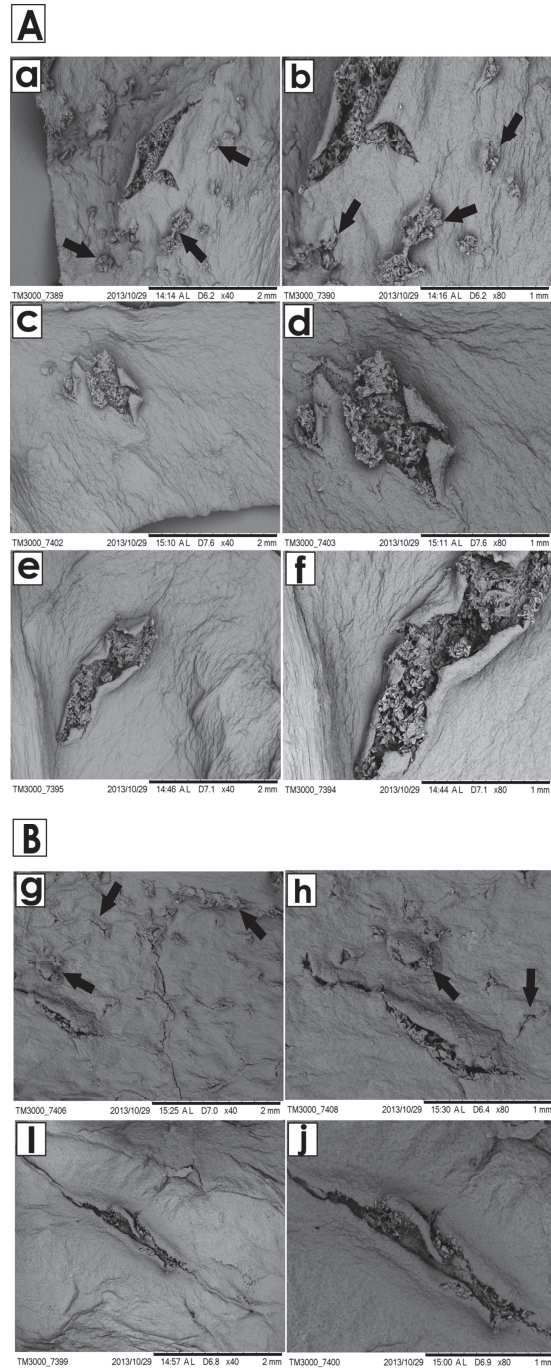 A
a
b
TM3000_7389 2013/10/29 14:14 AL D6.2 x40 2 mm
TM3000_7390 2013/10/29 14:16 AL D6.2 x80 1 mm
c
d
TM3000_7402 2013/10/29 15:10 AL D7.6 x40 2 mm
TM3000_7403 2013/10/29 15:11 AL D7.6 x80 1 mm
e
f
TM3000_7395 2013/10/29 14:46 AL D7.1 x40 2 mm
TM3000_7394 2013/10/29 14:44 AL D7.1 x80 1 mm
B
g
h
TM3000_7406 2013/10/29 15:25 AL D7.0 x40 2 mm
TM3000_7408 2013/10/29 15:30 AL D6.4 x80 1 mm
I
j
TM3000_7399 2013/10/29 14:57 AL D6.8 x40 2 mm
TM3000_7400 2013/10/29 15:00 AL D6.9 x80 1 mm